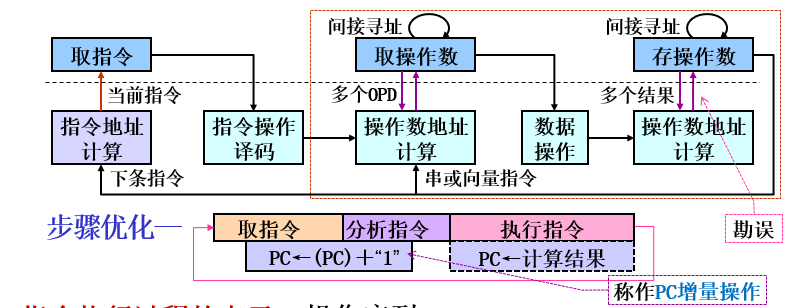 间接寻址
间接寻址
取指令
取操作数
存操作数
当前指令
多个OPD
多个结果
指令地址
计算
指令操作
译码
操作数地址
计算
数据
操作
操作数地址
计算
下条指令
串或向量指令
步骤优化—
取指令
分析指令
执行指令
勘误
PC←(PC)＋“1”
PC←计算结果
称作PC增量操作